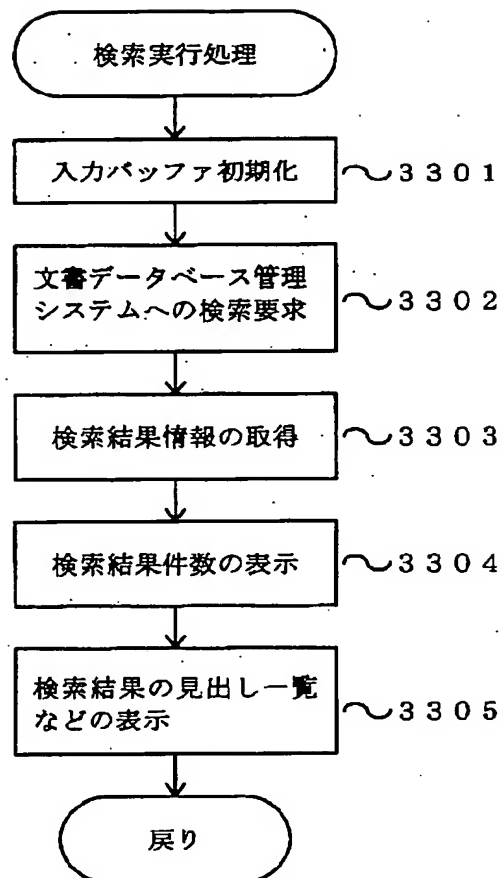 検索実行処理
入力バッファ初期化
〜3301
文書データベース管理
システムへの検索要求
〜3302
検索結果情報の取得
〜3303
検索結果件数の表示
〜3304
検索結果の見出し一覧
などの表示
〜3305
戻り